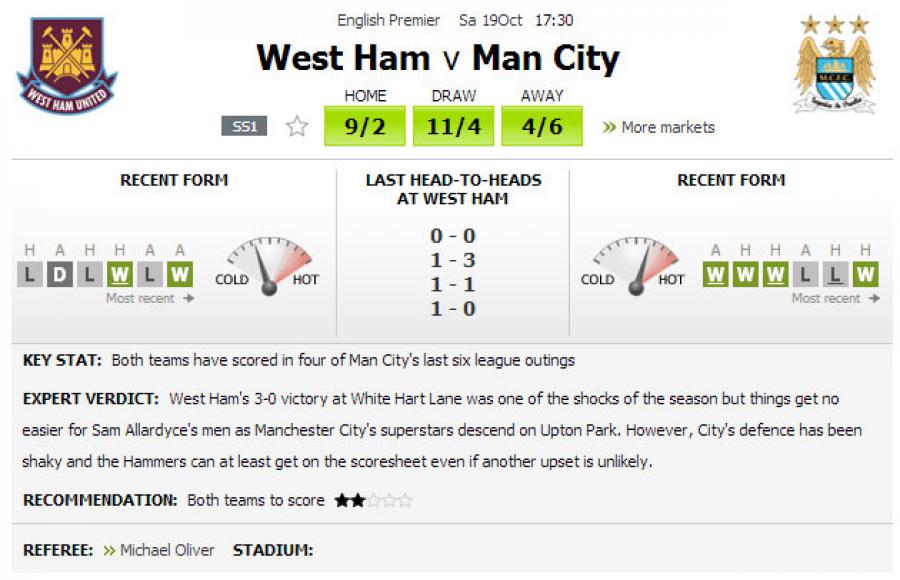 English Premier Sa 19Oct 17:30
West Ham v Man City
WEST HAM UNITED
M.C.F.C.
HOME DRAW AWAY
SS1 9/2 11/4 4/6 » More markets
RECENT FORM
LAST HEAD-TO-HEADS
AT WEST HAM
RECENT FORM
H A H H A A
L D L W L W
Most recent
COLD HOT
0 - 0
1 - 3
1 - 1
1 - 0
COLD HOT
A H H A H H
W W W L L W
Most recent
KEY STAT: Both teams have scored in four of Man City's last six league outings
EXPERT VERDICT: West Ham's 3-0 victory at White Hart Lane was one of the shocks of the season but things get no
easier for Sam Allardyce's men as Manchester City's superstars descend on Upton Park. However, City's defence has been
shaky and the Hammers can at least get on the scoresheet even if another upset is unlikely.
RECOMMENDATION: Both teams to score
REFEREE: » Michael Oliver STADIUM: